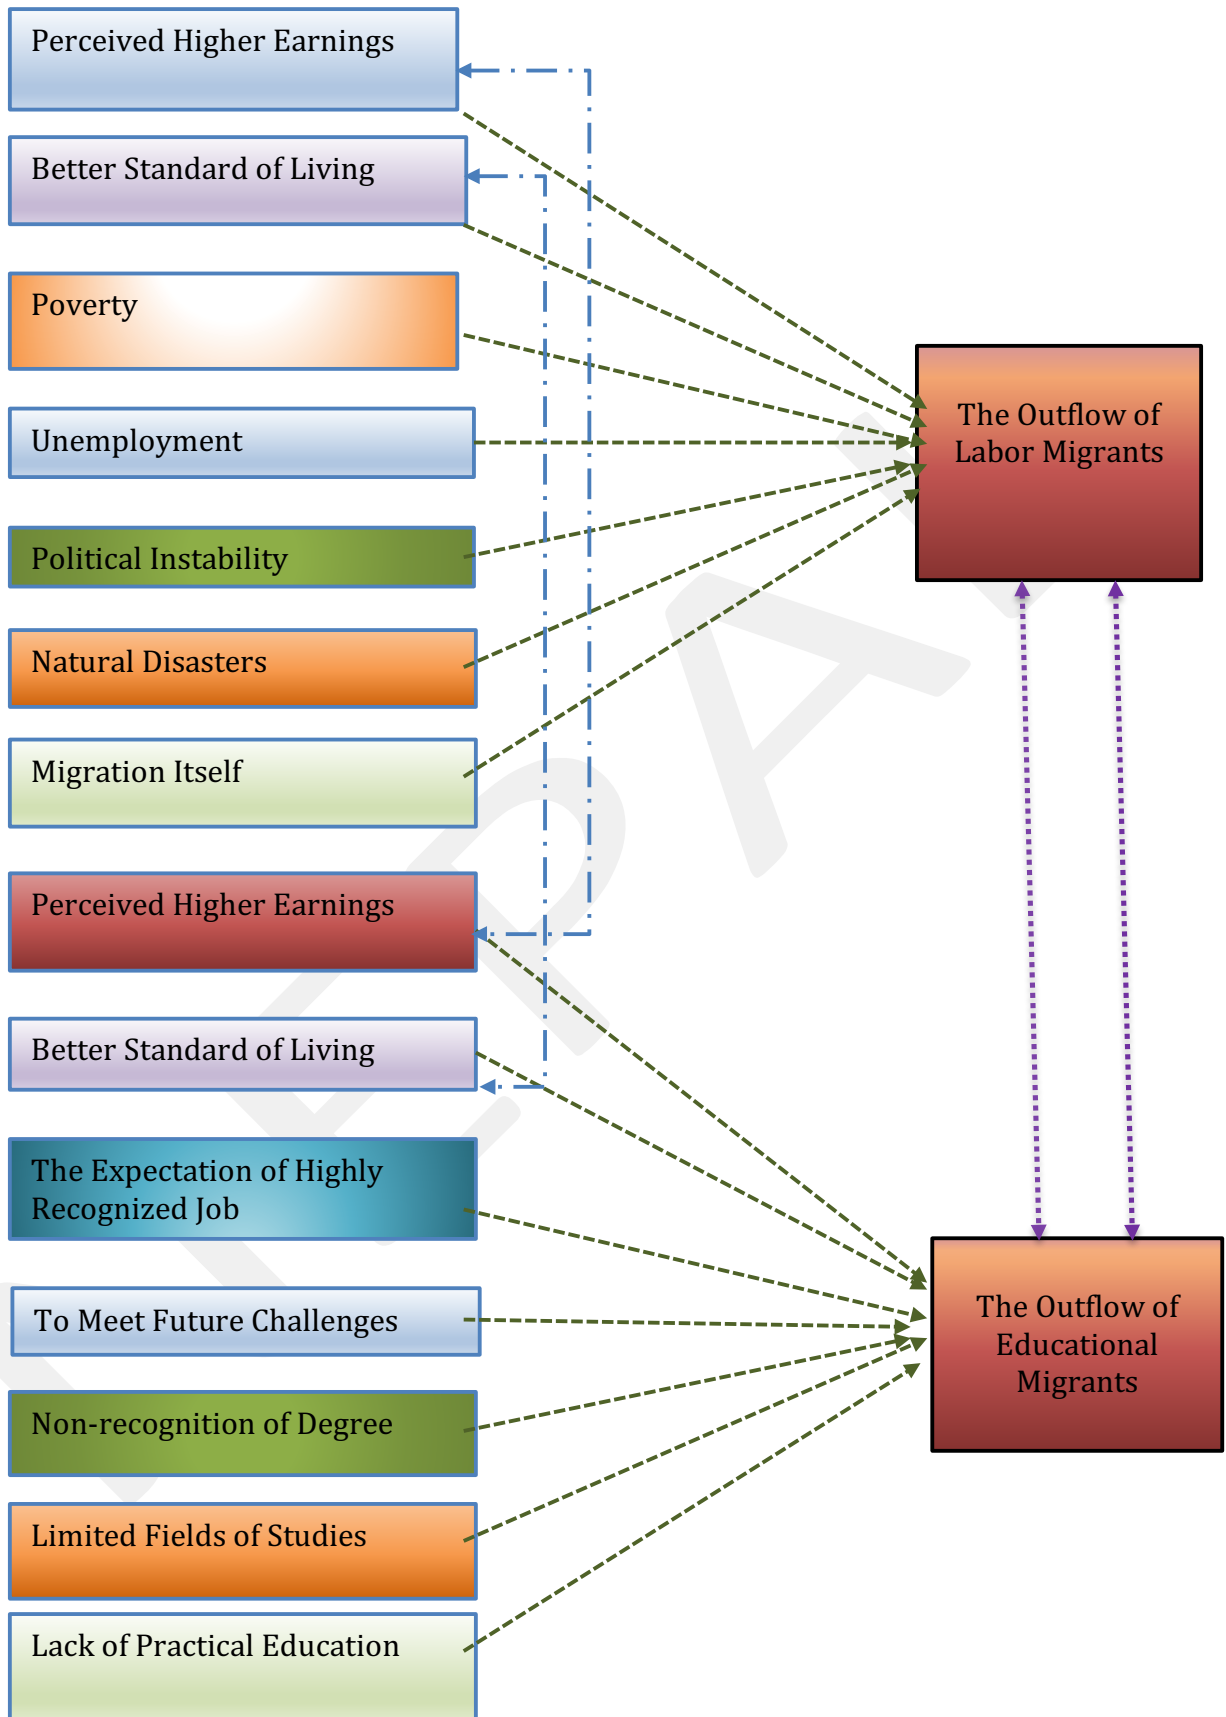 Perceived Higher Earnings
Better Standard of Living
Poverty
Unemployment
Political Instability
Natural Disasters
Migration Itself
The Outflow of
Labor Migrants
Perceived Higher Earnings
Better Standard of Living
The Expectation of Highly
Recognized Job
To Meet Future Challenges
Non-recognition of Degree
Limited Fields of Studies
Lack of Practical Education
The Outflow of
Educational
Migrants